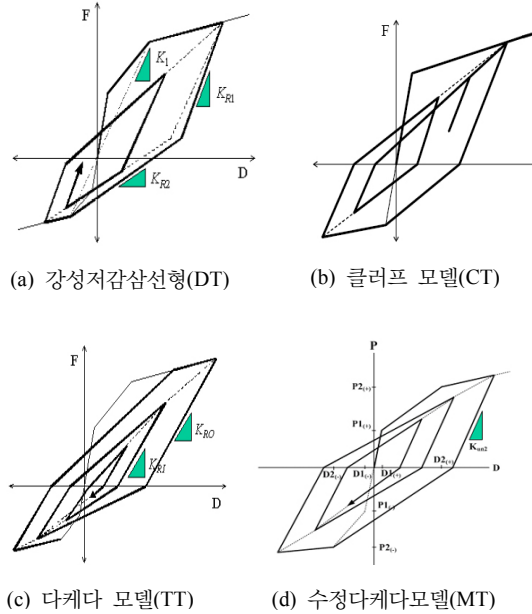 F
K1
KR1
D
KR2
(a) 강성저감삼선형(DT)
F
(b) 클러프 모델(CT)
F
KRO
KRI
D
(c) 다케다 모델(TT)
P
P2(+)
P1(+)
Kun2
D2(-) D1(-) D1(+) D2(+) D
P1(-)
P2(-)
(d) 수정다케다모델(MT)